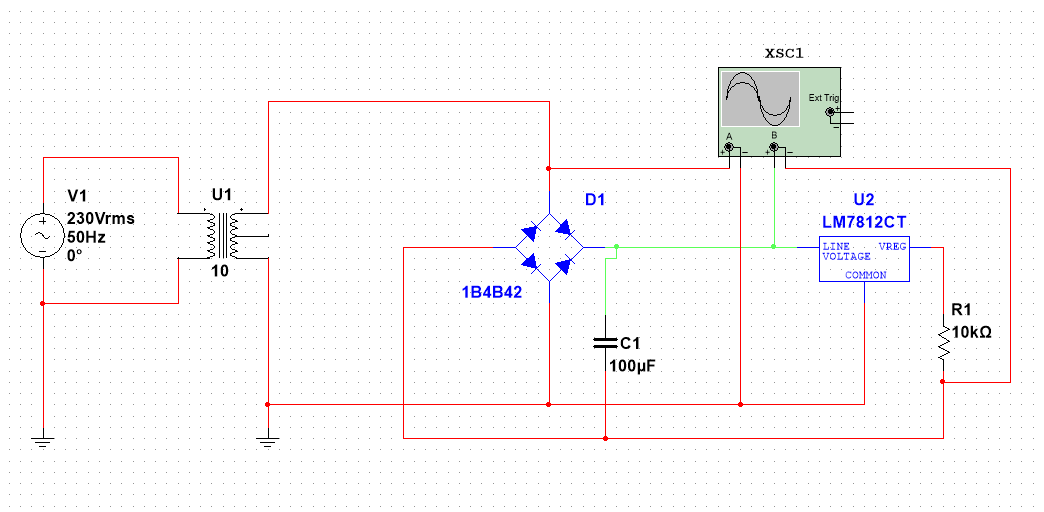 XSC1
Ext Trig
+
−
A
B
+ − + −
V1
230Vrms
50Hz
0°
+
−
U1
10
D1
1B4B42
C1
100µF
U2
LM7812CT
LINE VREG
VOLTAGE
COMMON
R1
10kΩ